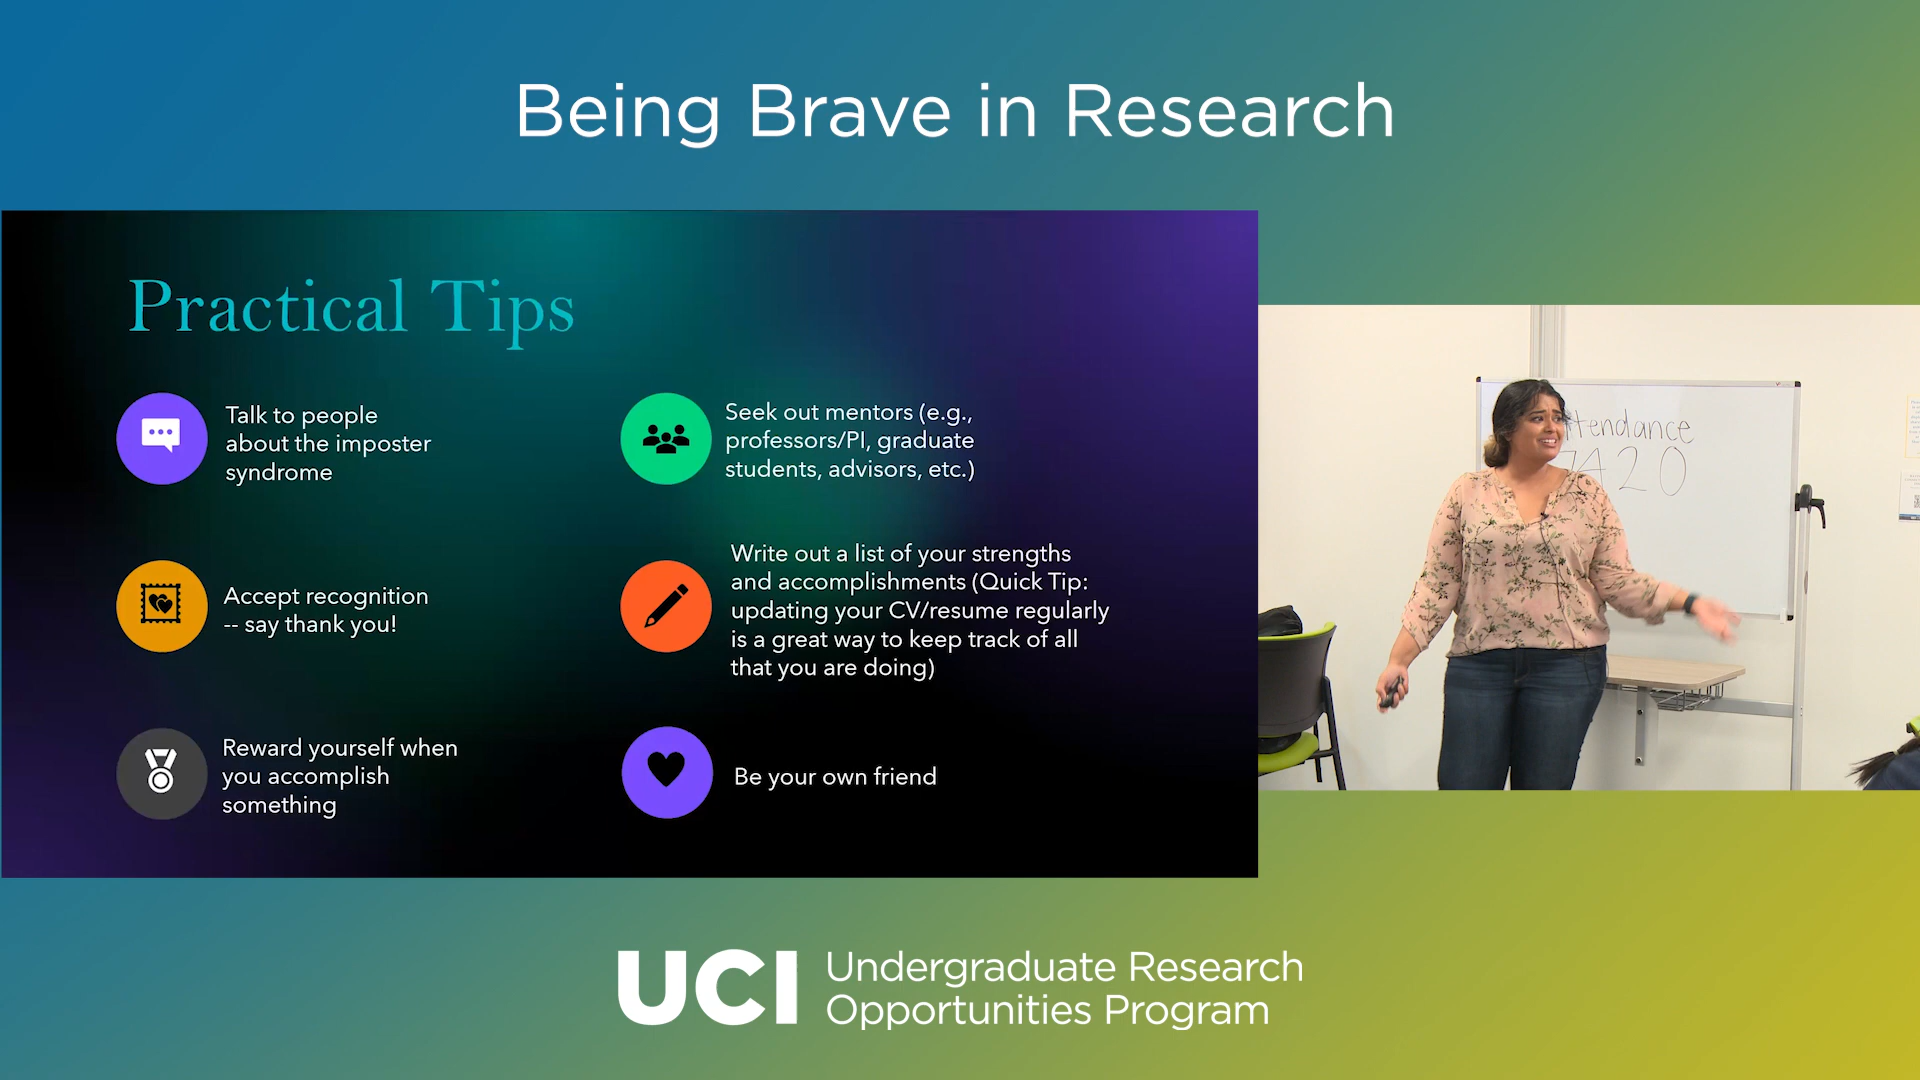 Being Brave in Research
Practical Tips
Talk to people
about the imposter
syndrome
Accept recognition
-- say thank you!
Reward yourself when
you accomplish
something
Seek out mentors (e.g.,
professors/PI, graduate
students, advisors, etc.)
Write out a list of your strengths
and accomplishments (Quick Tip:
updating your CV/resume regularly
is a great way to keep track of all
that you are doing)
Be your own friend
ttendance
420
UCI Undergraduate Research
Opportunities Program